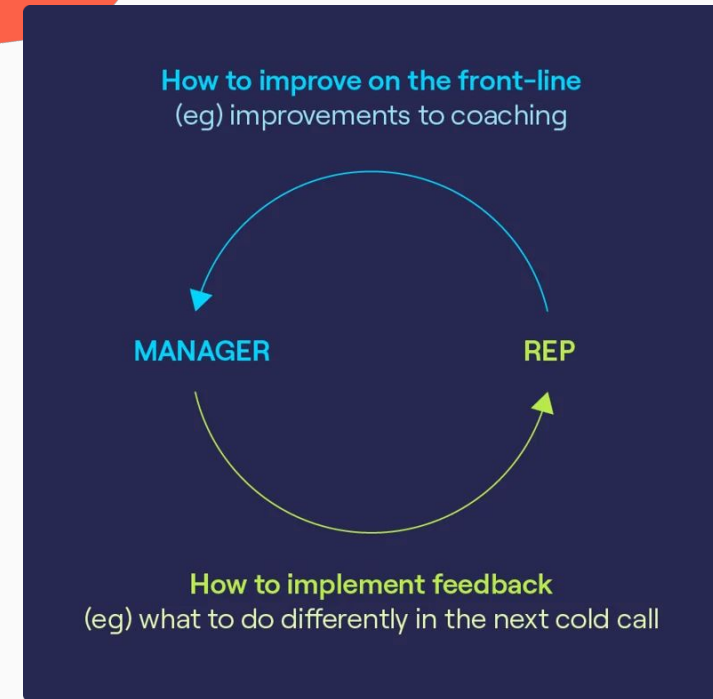 How to improve on the front-line
(eg) improvements to coaching
MANAGER
REP
How to implement feedback
(eg) what to do differently in the next cold call